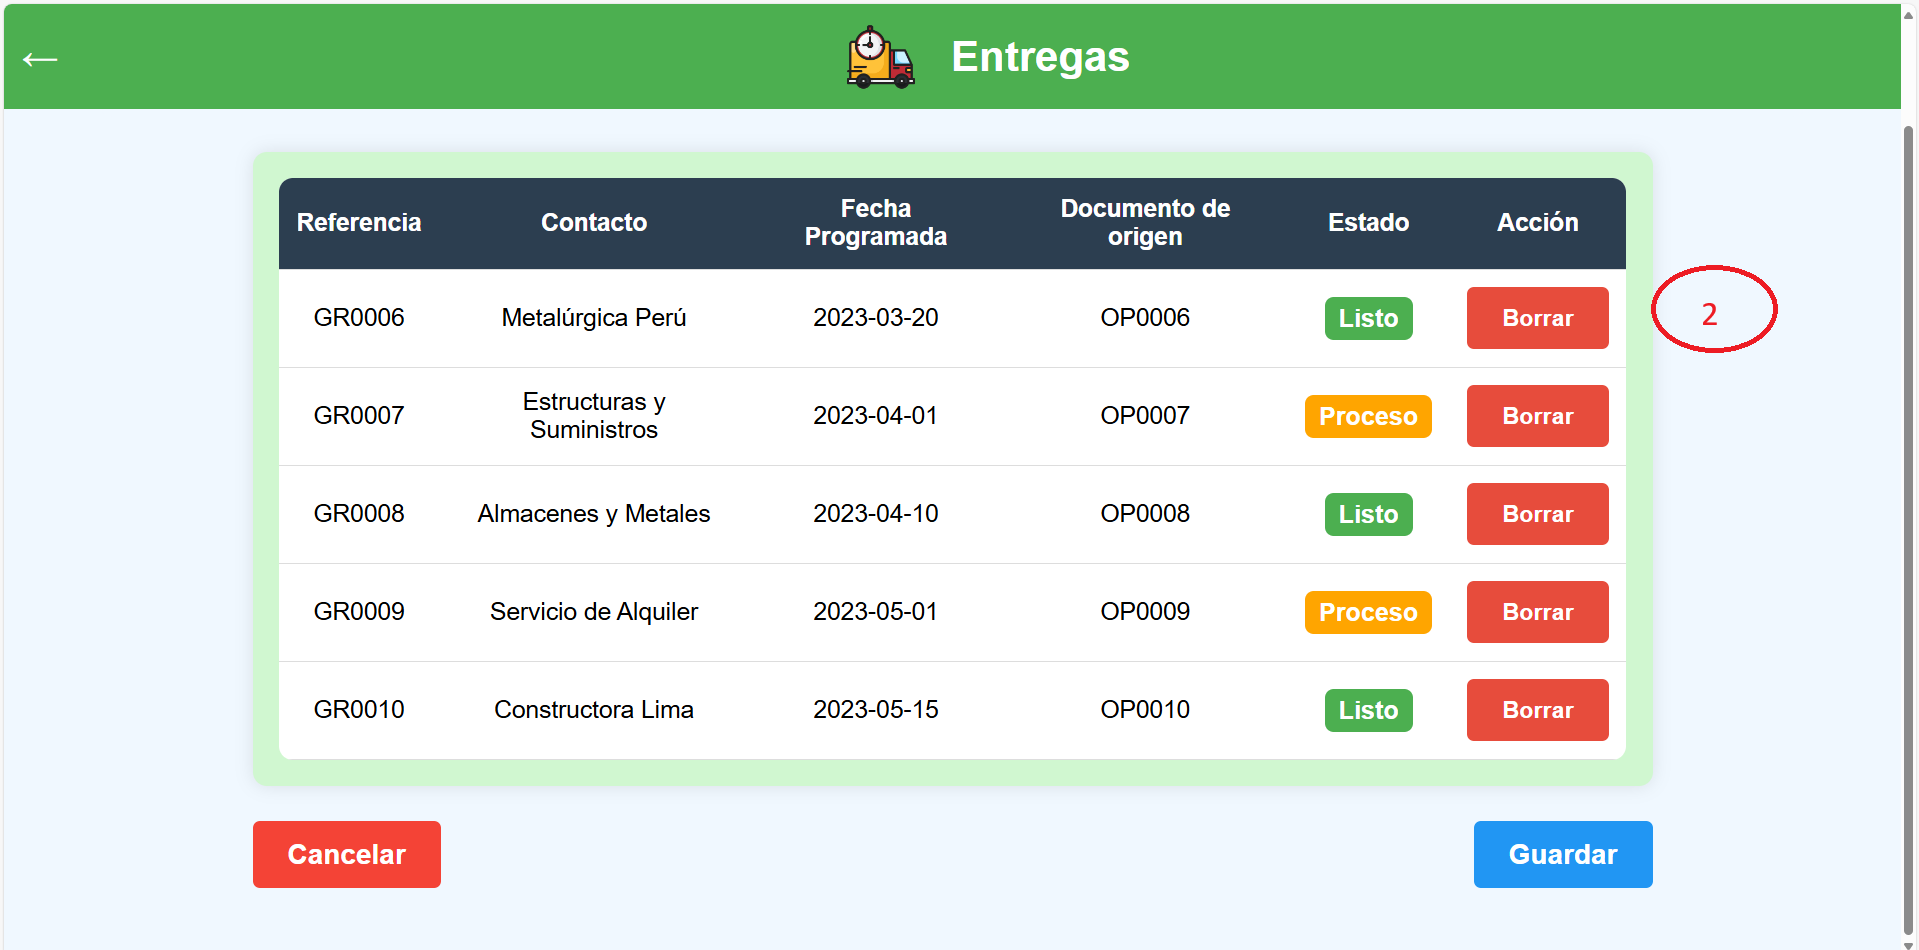 ←
Entregas
Referencia Contacto Fecha Programada Documento de origen Estado Acción
GR0006 Metalúrgica Perú 2023-03-20 OP0006 Listo Borrar 2
GR0007 Estructuras y Suministros 2023-04-01 OP0007 Proceso Borrar
GR0008 Almacenes y Metales 2023-04-10 OP0008 Listo Borrar
GR0009 Servicio de Alquiler 2023-05-01 OP0009 Proceso Borrar
GR0010 Constructora Lima 2023-05-15 OP0010 Listo Borrar
Cancelar Guardar